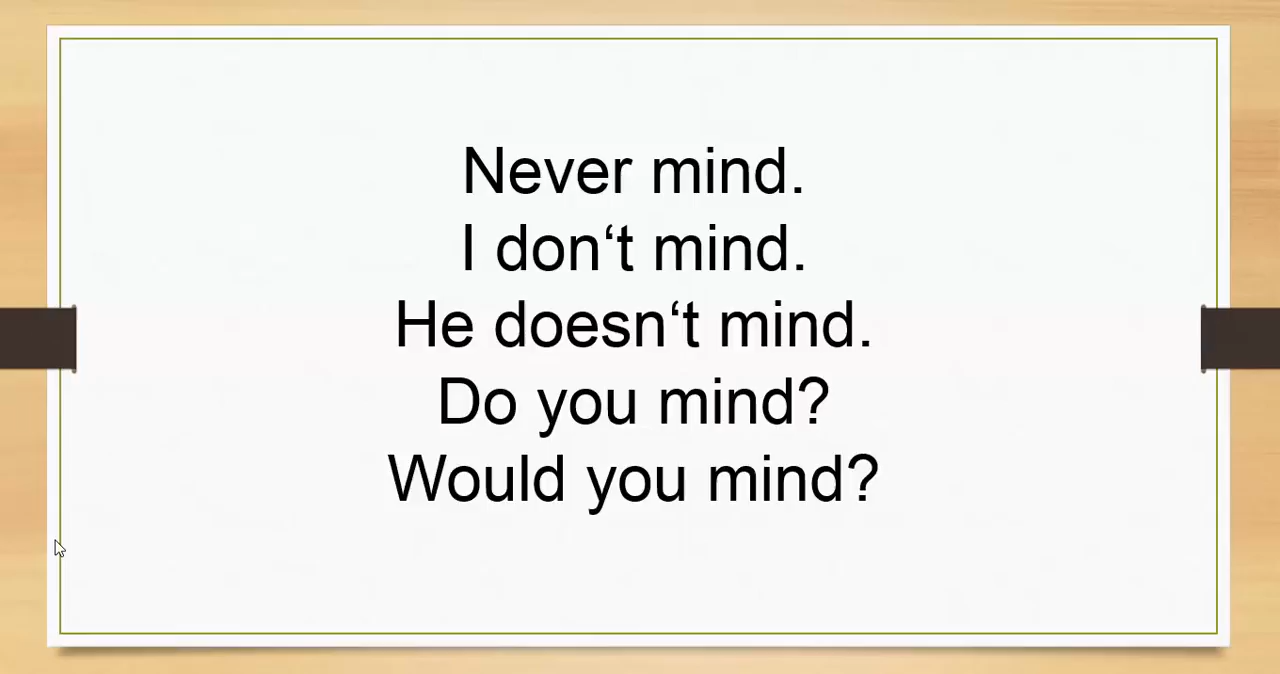 Never mind.
I don‘t mind.
He doesn‘t mind.
Do you mind?
Would you mind?